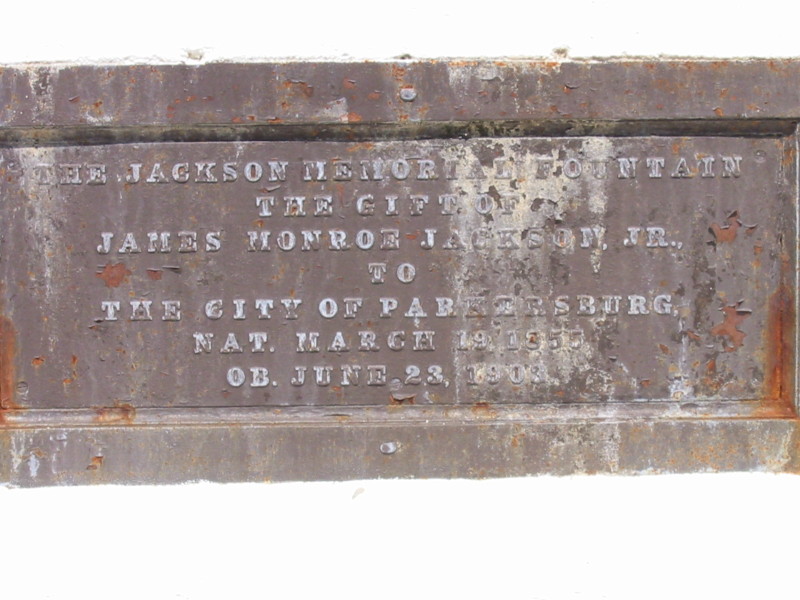 THE JACKSON MEMORIAL FOUNTAIN
THE GIFT OF
JAMES MONROE JACKSON, JR.,
TO
THE CITY OF PARKERSBURG,
NAT. MARCH 19, 1855
OB. JUNE 23,